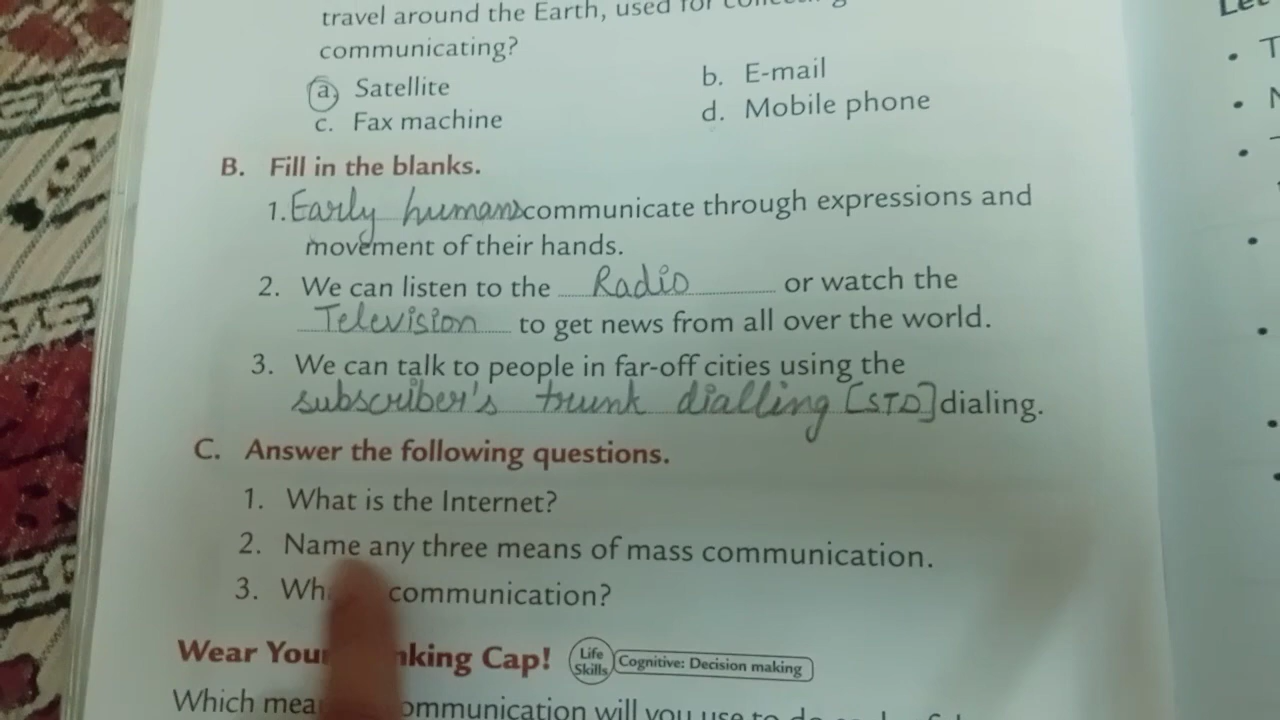 travel around the Earth, used for
communicating?
a. Satellite
b. E-mail
c. Fax machine
d. Mobile phone
B. Fill in the blanks.
1. Early humans communicate through expressions and
movement of their hands.
2. We can listen to the Radio or watch the
Television to get news from all over the world.
3. We can talk to people in far-off cities using the
subscriber's trunk dialling [STD] dialing.
C. Answer the following questions.
1. What is the Internet?
2. Name any three means of mass communication.
3. communication?
Wear Your Cap!
Life Skills
Cognitive: Decision making
Which communication will you use to